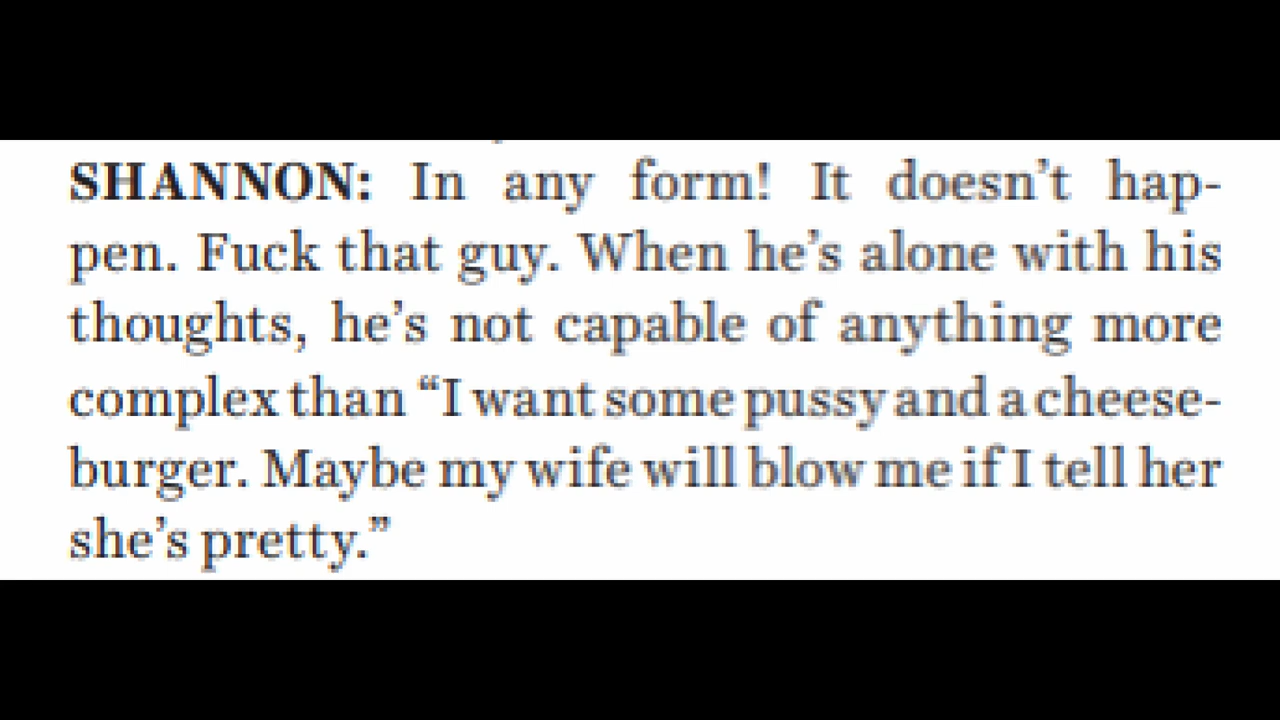 SHANNON: In any form! It doesn’t hap-
pen. Fuck that guy. When he’s alone with his
thoughts, he’s not capable of anything more
complex than “I want some pussy and a cheese-
burger. Maybe my wife will blow me if I tell her
she’s pretty.”